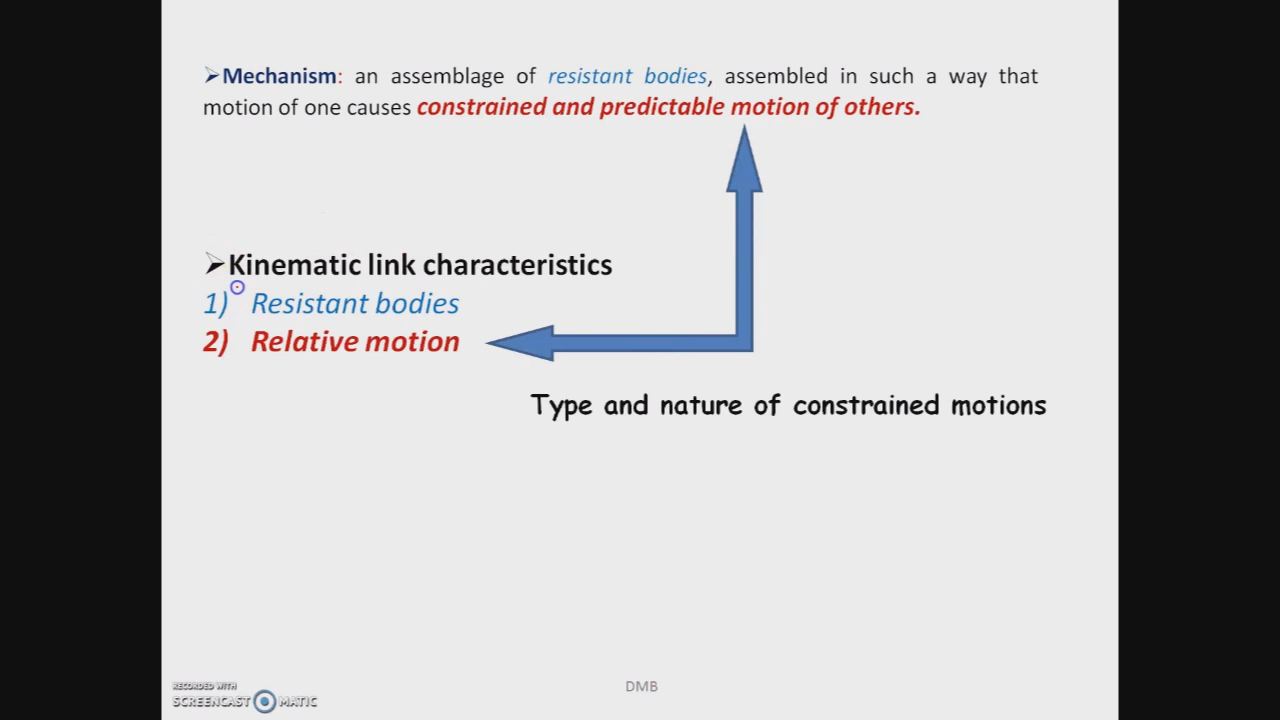 ➢Mechanism: an assemblage of resistant bodies, assembled in such a way that
motion of one causes constrained and predictable motion of others.
➢Kinematic link characteristics
1) Resistant bodies
2) Relative motion
Type and nature of constrained motions
RECORDED WITH
SCREENCAST MATIC
DMB